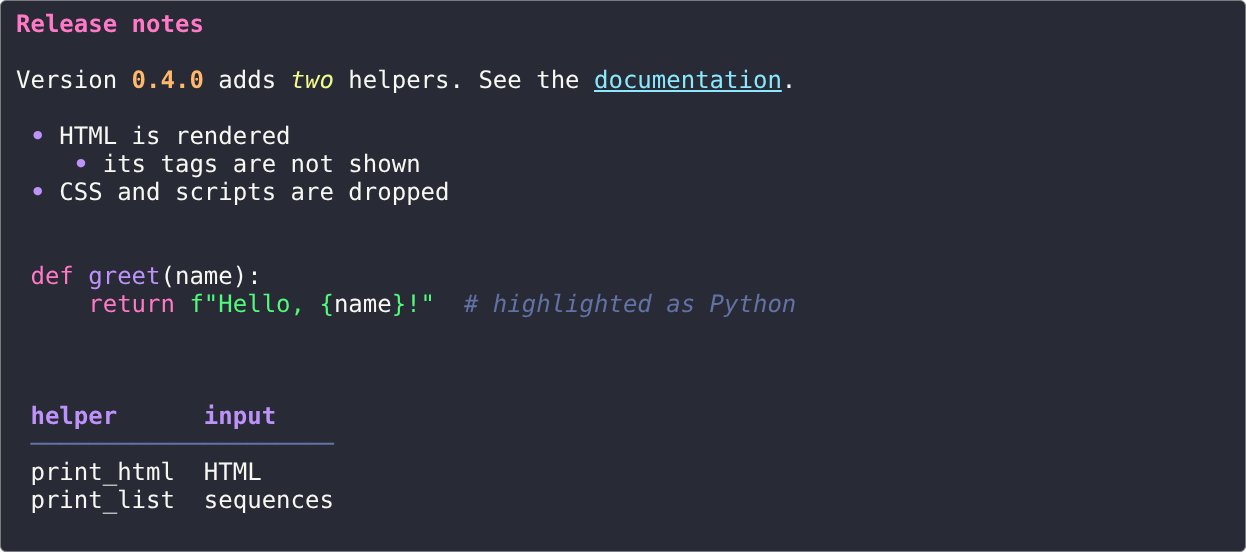 Release notes
Version 0.4.0 adds two helpers. See the documentation.
• HTML is rendered
• its tags are not shown
• CSS and scripts are dropped
def greet(name):
    return f"Hello, {name}!"  # highlighted as Python
helper      input
print_html  HTML
print_list  sequences